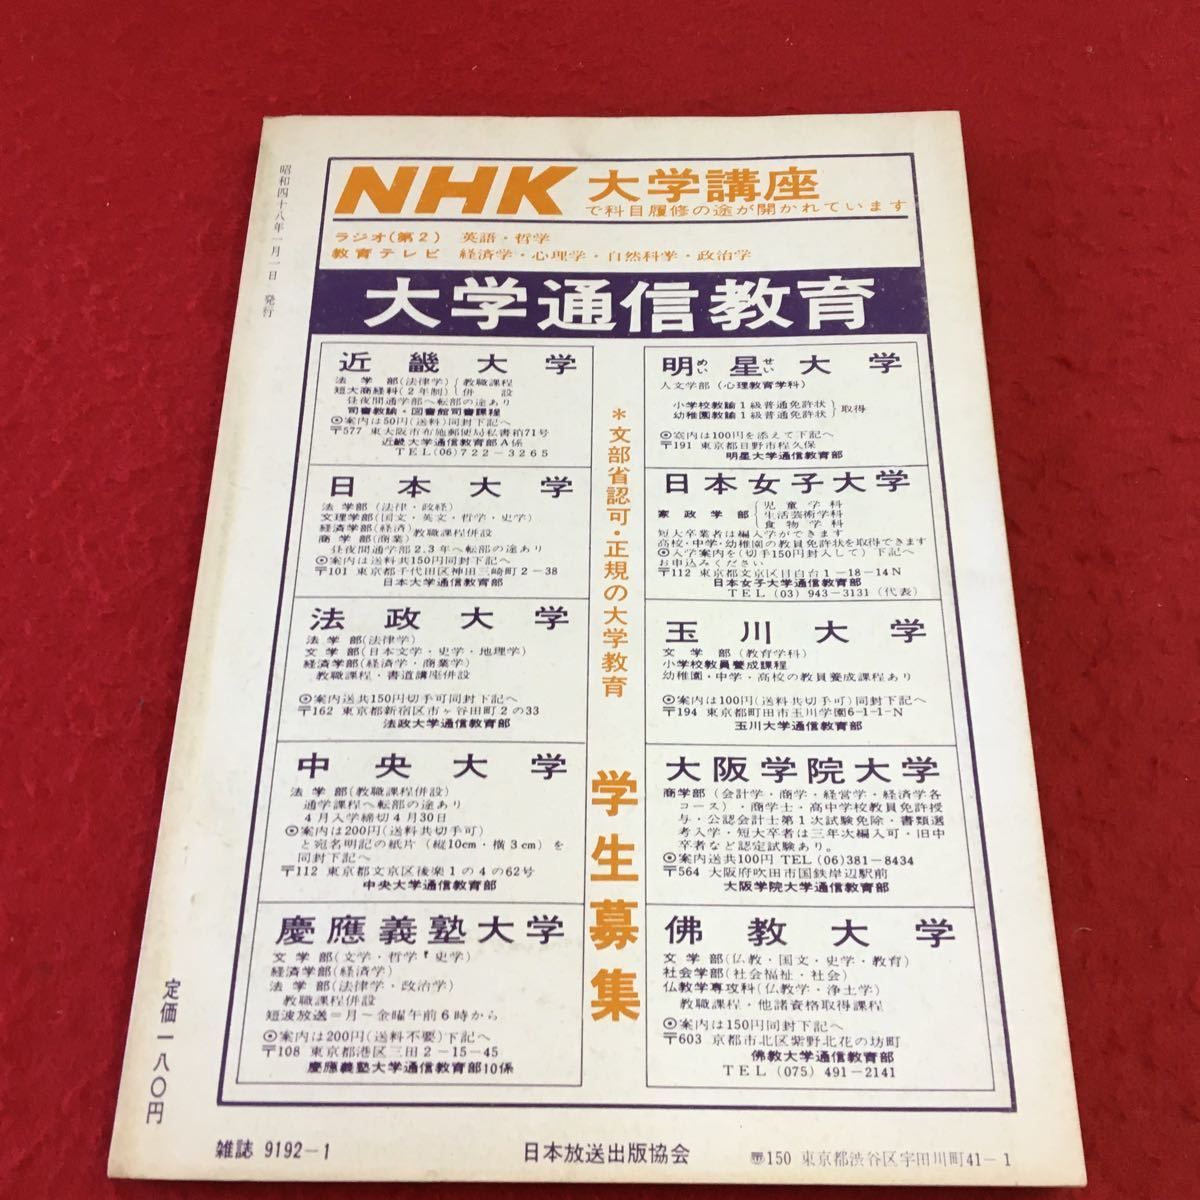 昭和四十八年一月一日 発行
NHK 大学講座
で科目履修の途が開かれています
ラジオ(第2) 英語・哲学
教育テレビ 経済学・心理学・自然科学・政治学
大学通信教育
近畿大学
法学部(法律学) 教職課程
短大商経科(2年制) 併設
昼夜間通学部へ転部の途あり
司書教諭・図書館司書課程
◎案内は50円(送料)同封下記へ
〒577 東大阪市布施郵便局私書箱71号
近畿大学通信教育部A係
TEL(06)722-3265
日本大学
法学部(法律・政経)
文理学部(国文・英文・哲学・史学)
経済学部(経済) 教職課程併設
商学部(商業)
昼夜間通学部2.3年へ転部の途あり
◎案内は送料共150円同封下記へ
〒101 東京都千代田区神田三崎町2-38
日本大学通信教育部
法政大学
法学部(法律学)
文学部(日本文学・史学・地理学)
経済学部(経済学・商業学)
教職課程・書道講座併設
◎案内送共150円切手可同封下記へ
〒162 東京都新宿区市ヶ谷田町2の33
法政大学通信教育部
中央大学
法学部(教職課程併設)
通学課程へ転部の途あり
4月入学締切4月30日
◎案内は200円(送料共切手可)
と宛名明記の紙片(縦10cm・横3cm)を
同封下記へ
〒112 東京都文京区後楽1の4の62号
中央大学通信教育部
慶應義塾大学
文学部(文学・哲学・史学)
経済学部(経済学)
法学部(法律学・政治学)
教職課程併設
短波放送=月~金曜午前6時から
◎案内は200円(送料不要)下記へ
〒108 東京都港区三田2-15-45
慶應義塾大学通信教育部10係
*文部省認可・正規の大学教育
学生募集
明星大学
めい せい
人文学部(心理教育学科)
小学校教諭1級普通免許状
幼稚園教諭1級普通免許状 取得
◎案内は100円を添えて下記へ
〒191 東京都日野市程久保
明星大学通信教育部
日本女子大学
家政学部 児童学科
生活芸術学科
食物学科
短大卒業者は編入学ができます
高校・中学・幼稚園の教員免許状を取得できます
◎入学案内を(切手150円封入して)下記へ
お申込みください
〒112 東京都文京区目白台1-18-14N
日本女子大学通信教育部
TEL(03)943-3131(代表)
玉川大学
文学部(教育学科)
小学校教員養成課程
幼稚園・中学・高校の教員養成課程あり
◎案内は100円(送料共切手可)同封下記へ
〒194 東京都町田市玉川学園6-1-1-N
玉川大学通信教育部
大阪学院大学
商学部(会計学・商学・経営学・経済学各
コース)・商学士・高中学校教員免許授
与・公認会計士第1次試験免除・書類選
考入学・短大卒者は三年次編入可・旧中
卒者など認定試験あり。
◎案内送共100円 TEL(06)381-8434
〒564 大阪府吹田市国鉄岸辺駅前
大阪学院大学通信教育部
佛教大学
文学部(仏教・国文・史学・教育)
社会学部(社会福祉・社会)
仏教学専攻科(仏教学・浄土学)
教職課程・他諸資格取得課程
◎案内は150円同封下記へ
〒603 京都市北区紫野北花の坊町
佛教大学通信教育部
TEL(075)491-2141
定価一八〇円
雑誌 9192-1
日本放送出版協会
〒150 東京都渋谷区宇田川町41-1